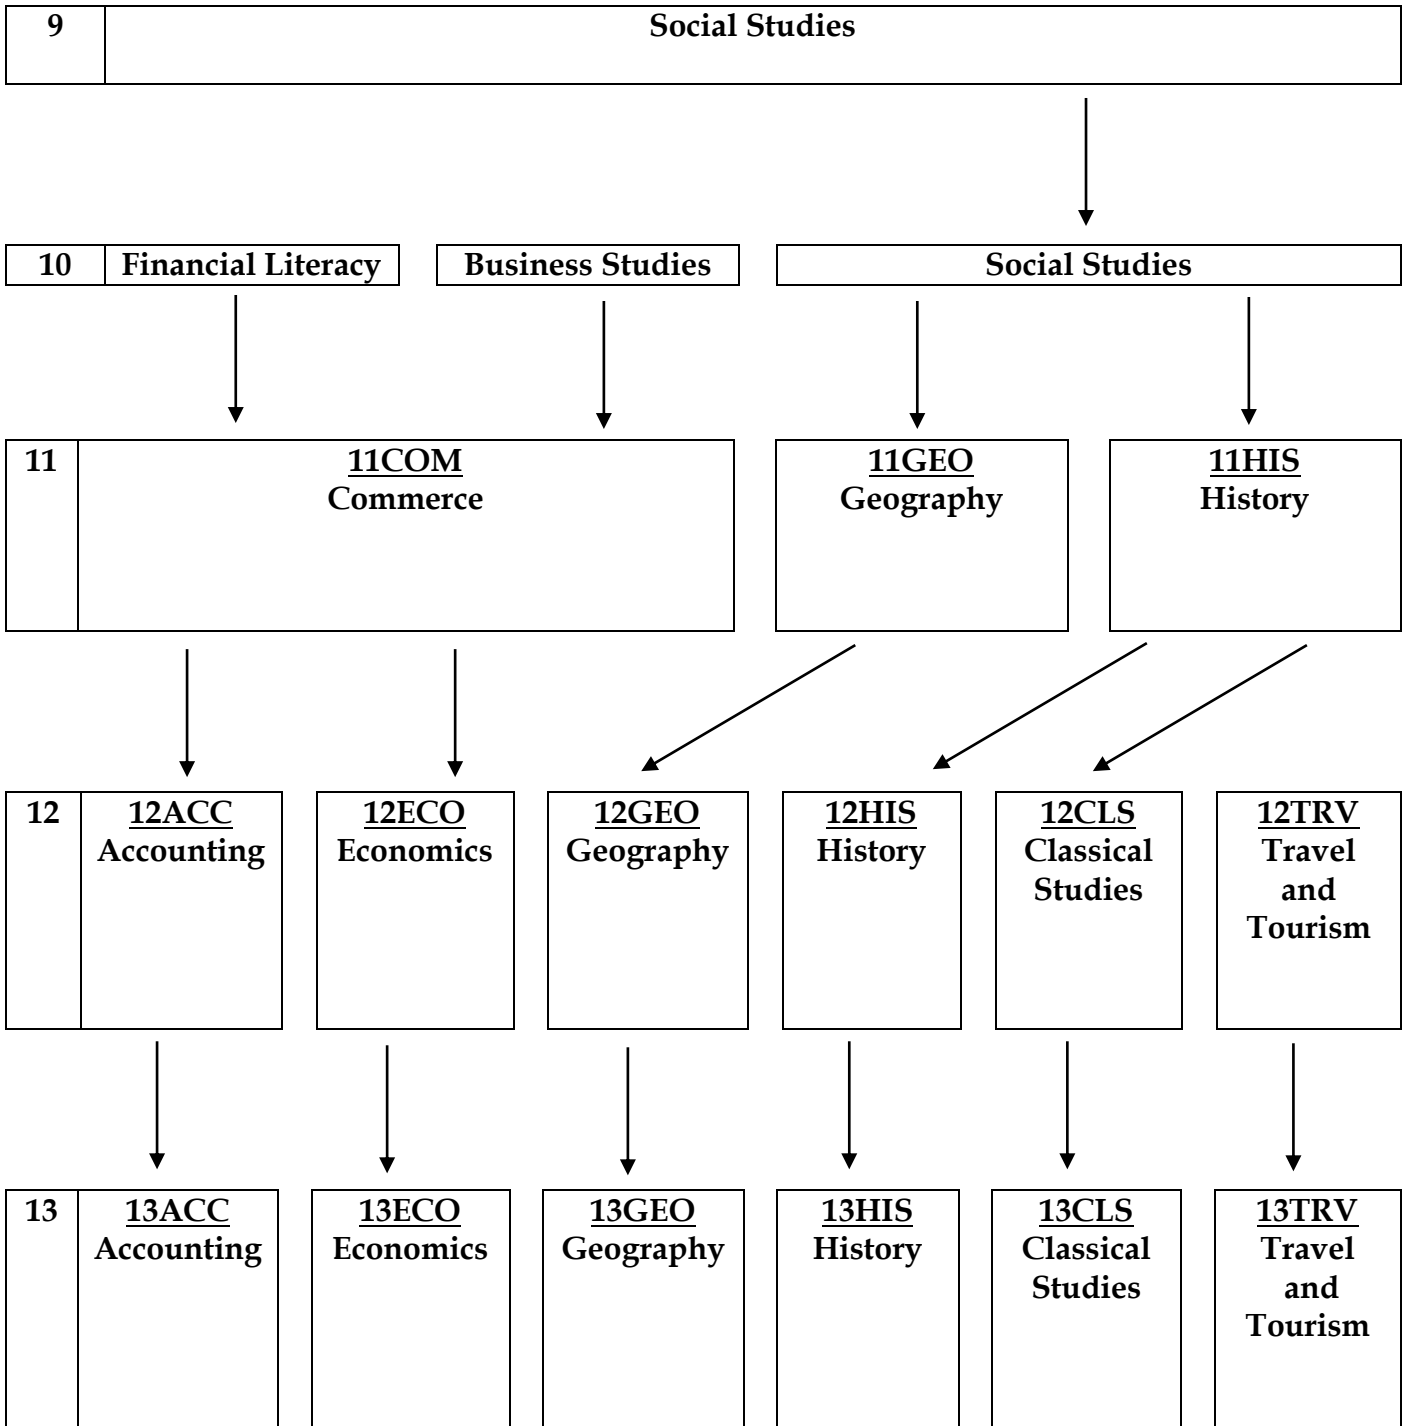 9
Social Studies
10
Financial Literacy
Business Studies
Social Studies
11
11COM
Commerce
11GEO
Geography
11HIS
History
12
12ACC
Accounting
12ECO
Economics
12GEO
Geography
12HIS
History
12CLS
Classical
Studies
12TRV
Travel
and
Tourism
13
13ACC
Accounting
13ECO
Economics
13GEO
Geography
13HIS
History
13CLS
Classical
Studies
13TRV
Travel
and
Tourism